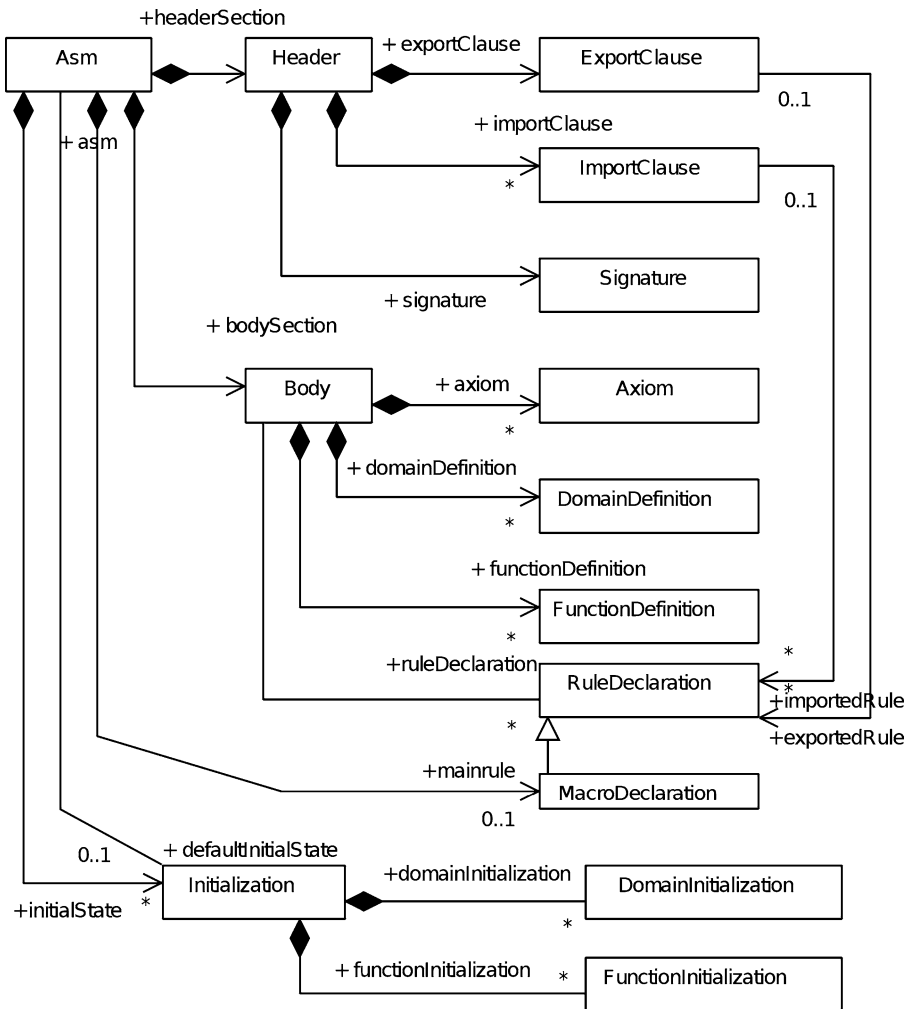 +headerSection
+ exportClause
Asm
Header
ExportClause
0..1
+ importClause
+ asm
ImportClause
*
0..1
Signature
+ signature
+ bodySection
+ axiom
Body
Axiom
*
+ domainDefinition
DomainDefinition
*
+ functionDefinition
FunctionDefinition
*
*
+ruleDeclaration
RuleDeclaration
*
+importedRule
*
+exportedRule
+mainrule
MacroDeclaration
0..1
+ defaultInitialState
0..1
+domainInitialization
Initialization
DomainInitialization
*
+initialState
*
+ functionInitialization
*
FunctionInitialization